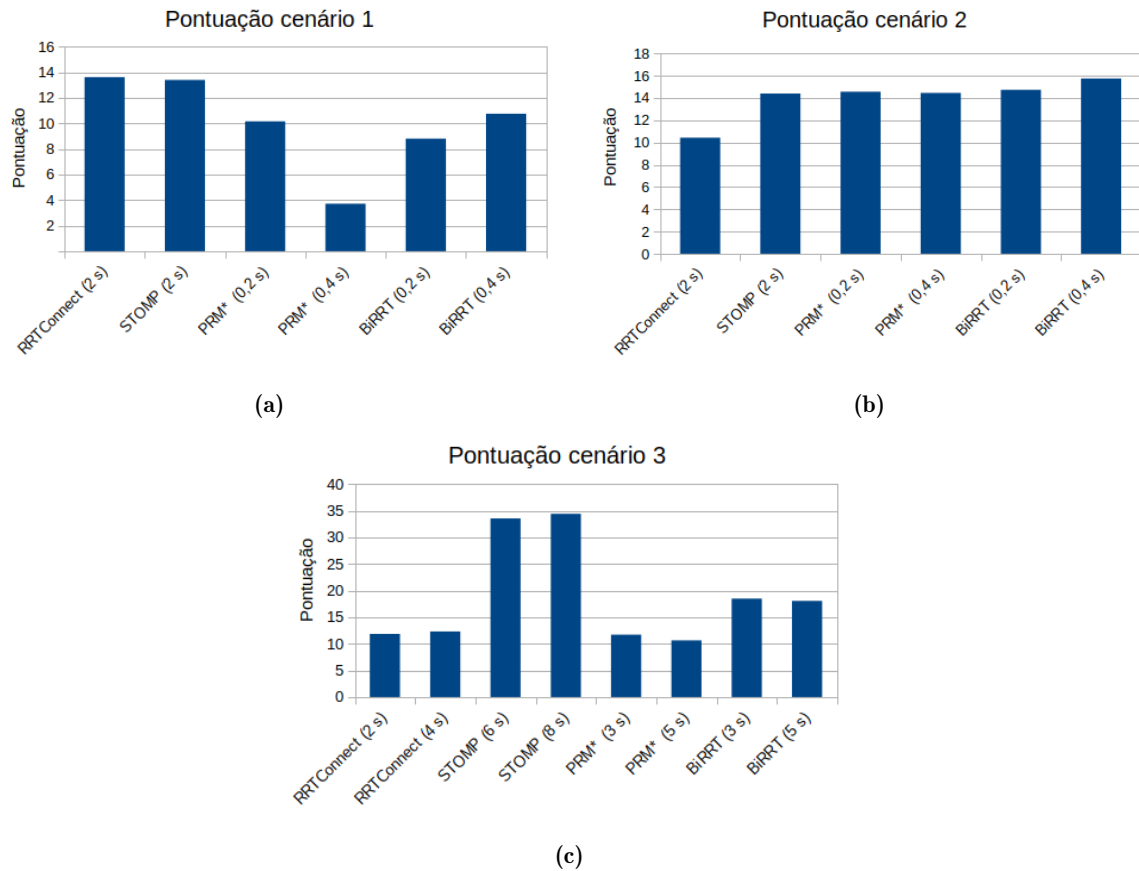 Pontuação cenário 1
Pontuação
16
14
12
10
8
6
4
2
RRTConnect (2 s)
STOMP (2 s)
PRM* (0,2 s)
PRM* (0,4 s)
BiRRT (0,2 s)
BiRRT (0,4 s)
(a)
Pontuação cenário 2
Pontuação
18
16
14
12
10
8
6
4
2
0
RRTConnect (2 s)
STOMP (2 s)
PRM* (0,2 s)
PRM* (0,4 s)
BiRRT (0,2 s)
BiRRT (0,4 s)
(b)
Pontuação cenário 3
Pontuação
40
35
30
25
20
15
10
5
0
RRTConnect (2 s)
RRTConnect (4 s)
STOMP (6 s)
STOMP (8 s)
PRM* (3 s)
PRM* (5 s)
BiRRT (3 s)
BiRRT (5 s)
(c)